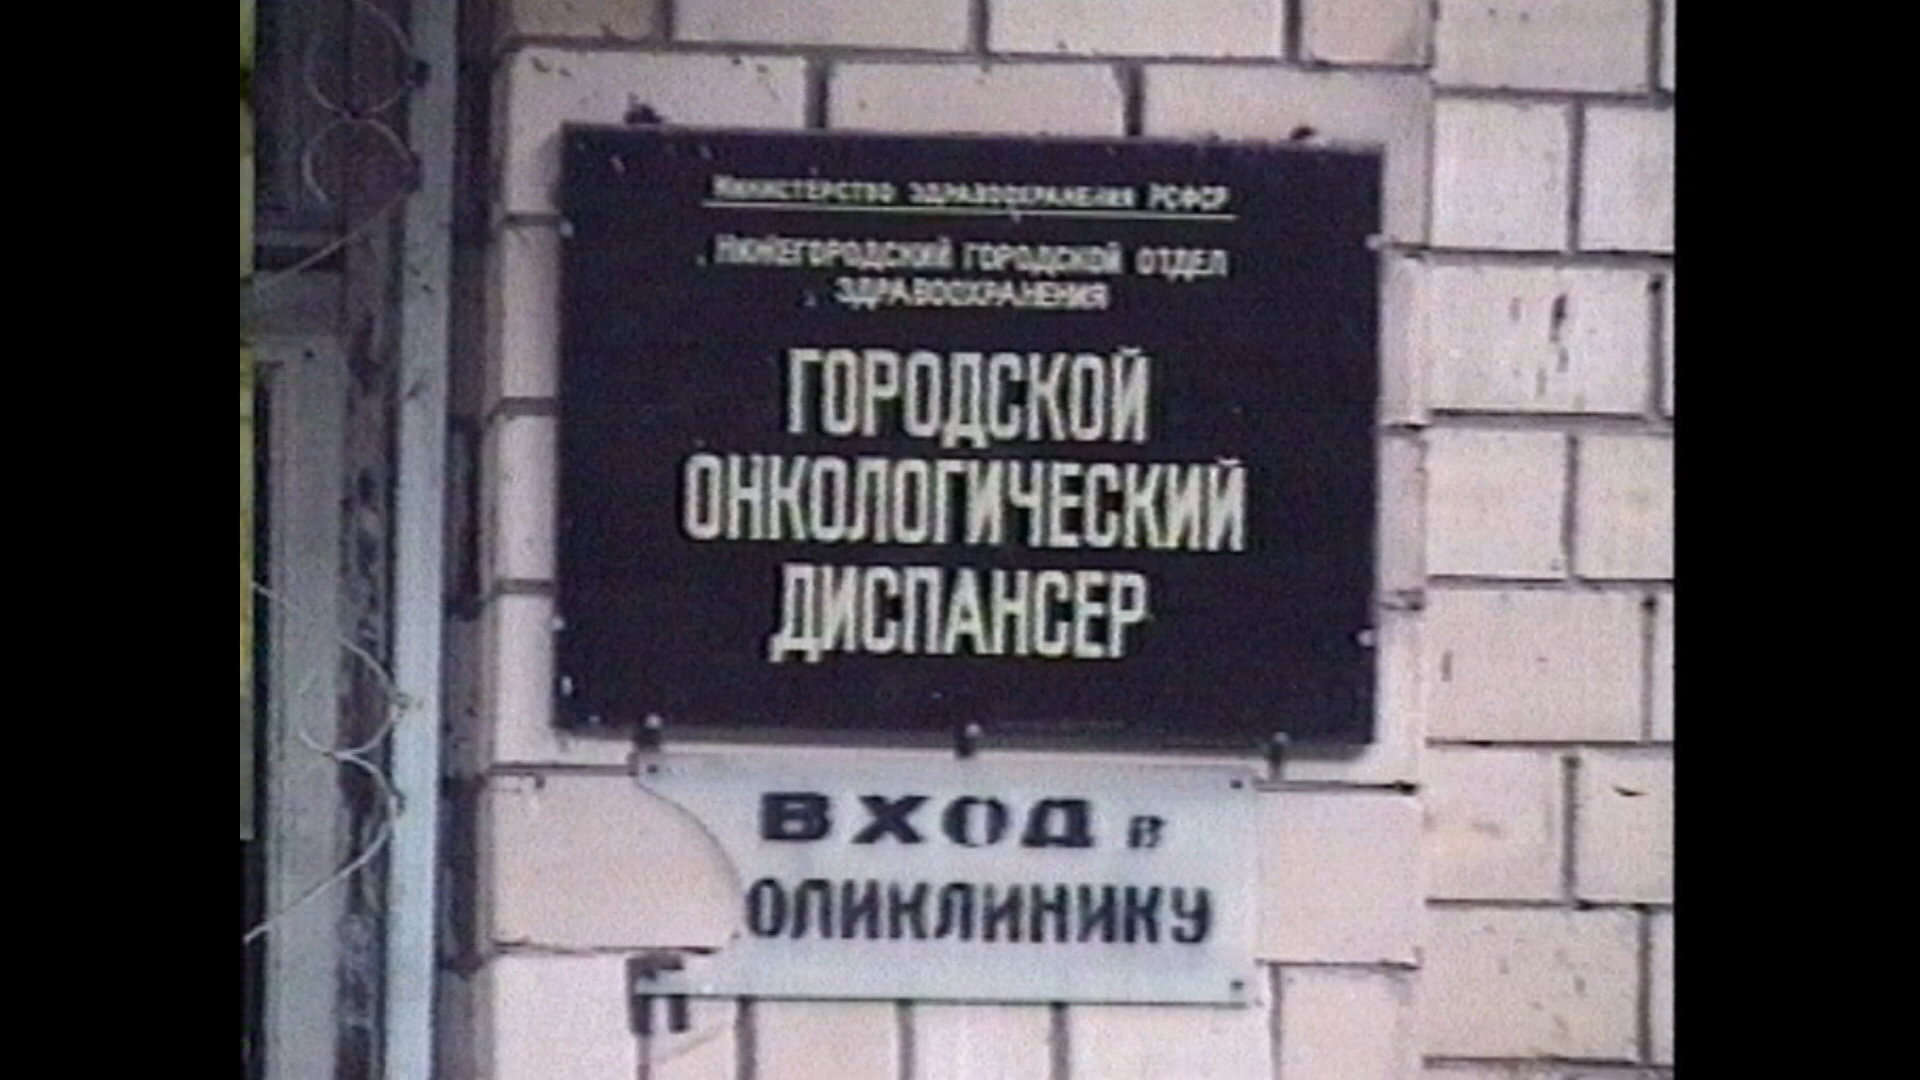 МИНИСТЕРСТВО ЗДРАВООХРАНЕНИЯ РСФСР
НИЖЕГОРОДСКИЙ ГОРОДСКОЙ ОТДЕЛ
ЗДРАВООХРАНЕНИЯ
ГОРОДСКОЙ
ОНКОЛОГИЧЕСКИЙ
ДИСПАНСЕР
ВХОД в
ОЛИКЛИНИКУ